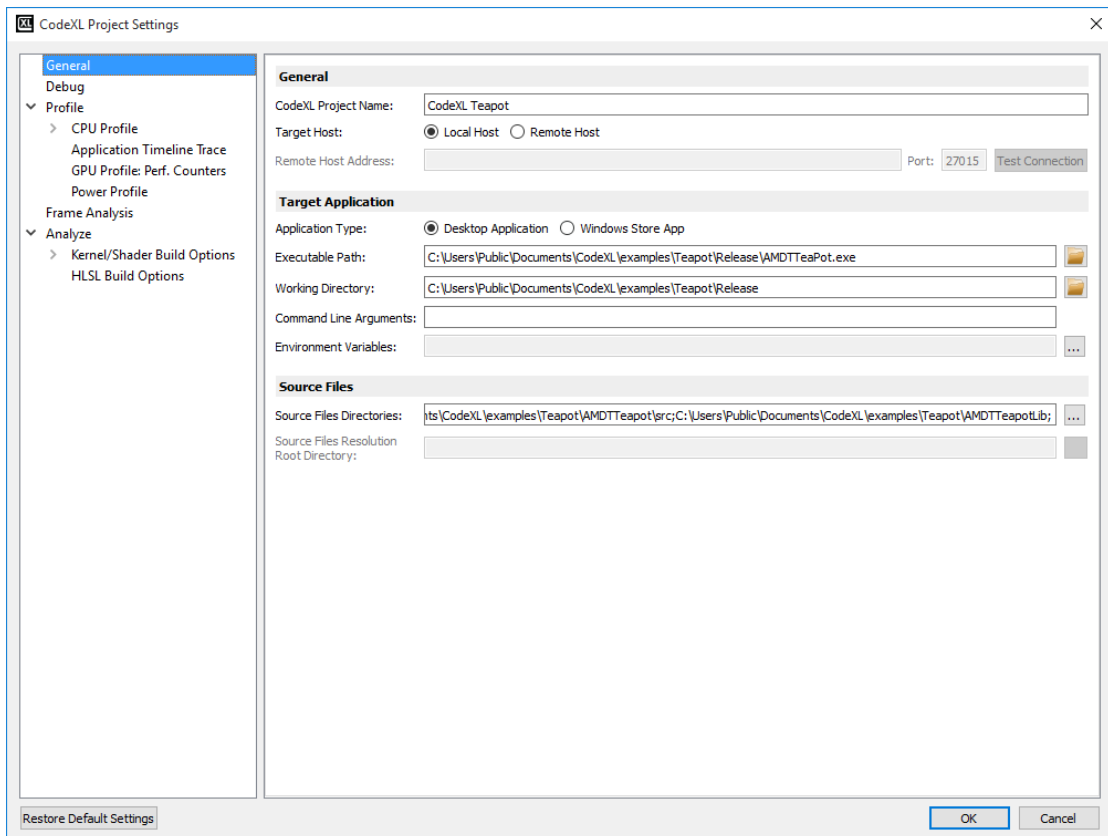 XL CodeXL Project Settings
General
Debug
Profile
CPU Profile
Application Timeline Trace
GPU Profile: Perf. Counters
Power Profile
Frame Analysis
Analyze
Kernel/Shader Build Options
HLSL Build Options
General
CodeXL Project Name: CodeXL Teapot
Target Host: Local Host Remote Host
Remote Host Address: Port: 27015 Test Connection
Target Application
Application Type: Desktop Application Windows Store App
Executable Path: C:\Users\Public\Documents\CodeXL\examples\Teapot\Release\AMDTTeaPot.exe
Working Directory: C:\Users\Public\Documents\CodeXL\examples\Teapot\Release
Command Line Arguments:
Environment Variables: ...
Source Files
Source Files Directories: nts\CodeXL\examples\Teapot\AMDTTeapot\src;C:\Users\Public\Documents\CodeXL\examples\Teapot\AMDTTeapotLib; ...
Source Files Resolution
Root Directory:
Restore Default Settings OK Cancel